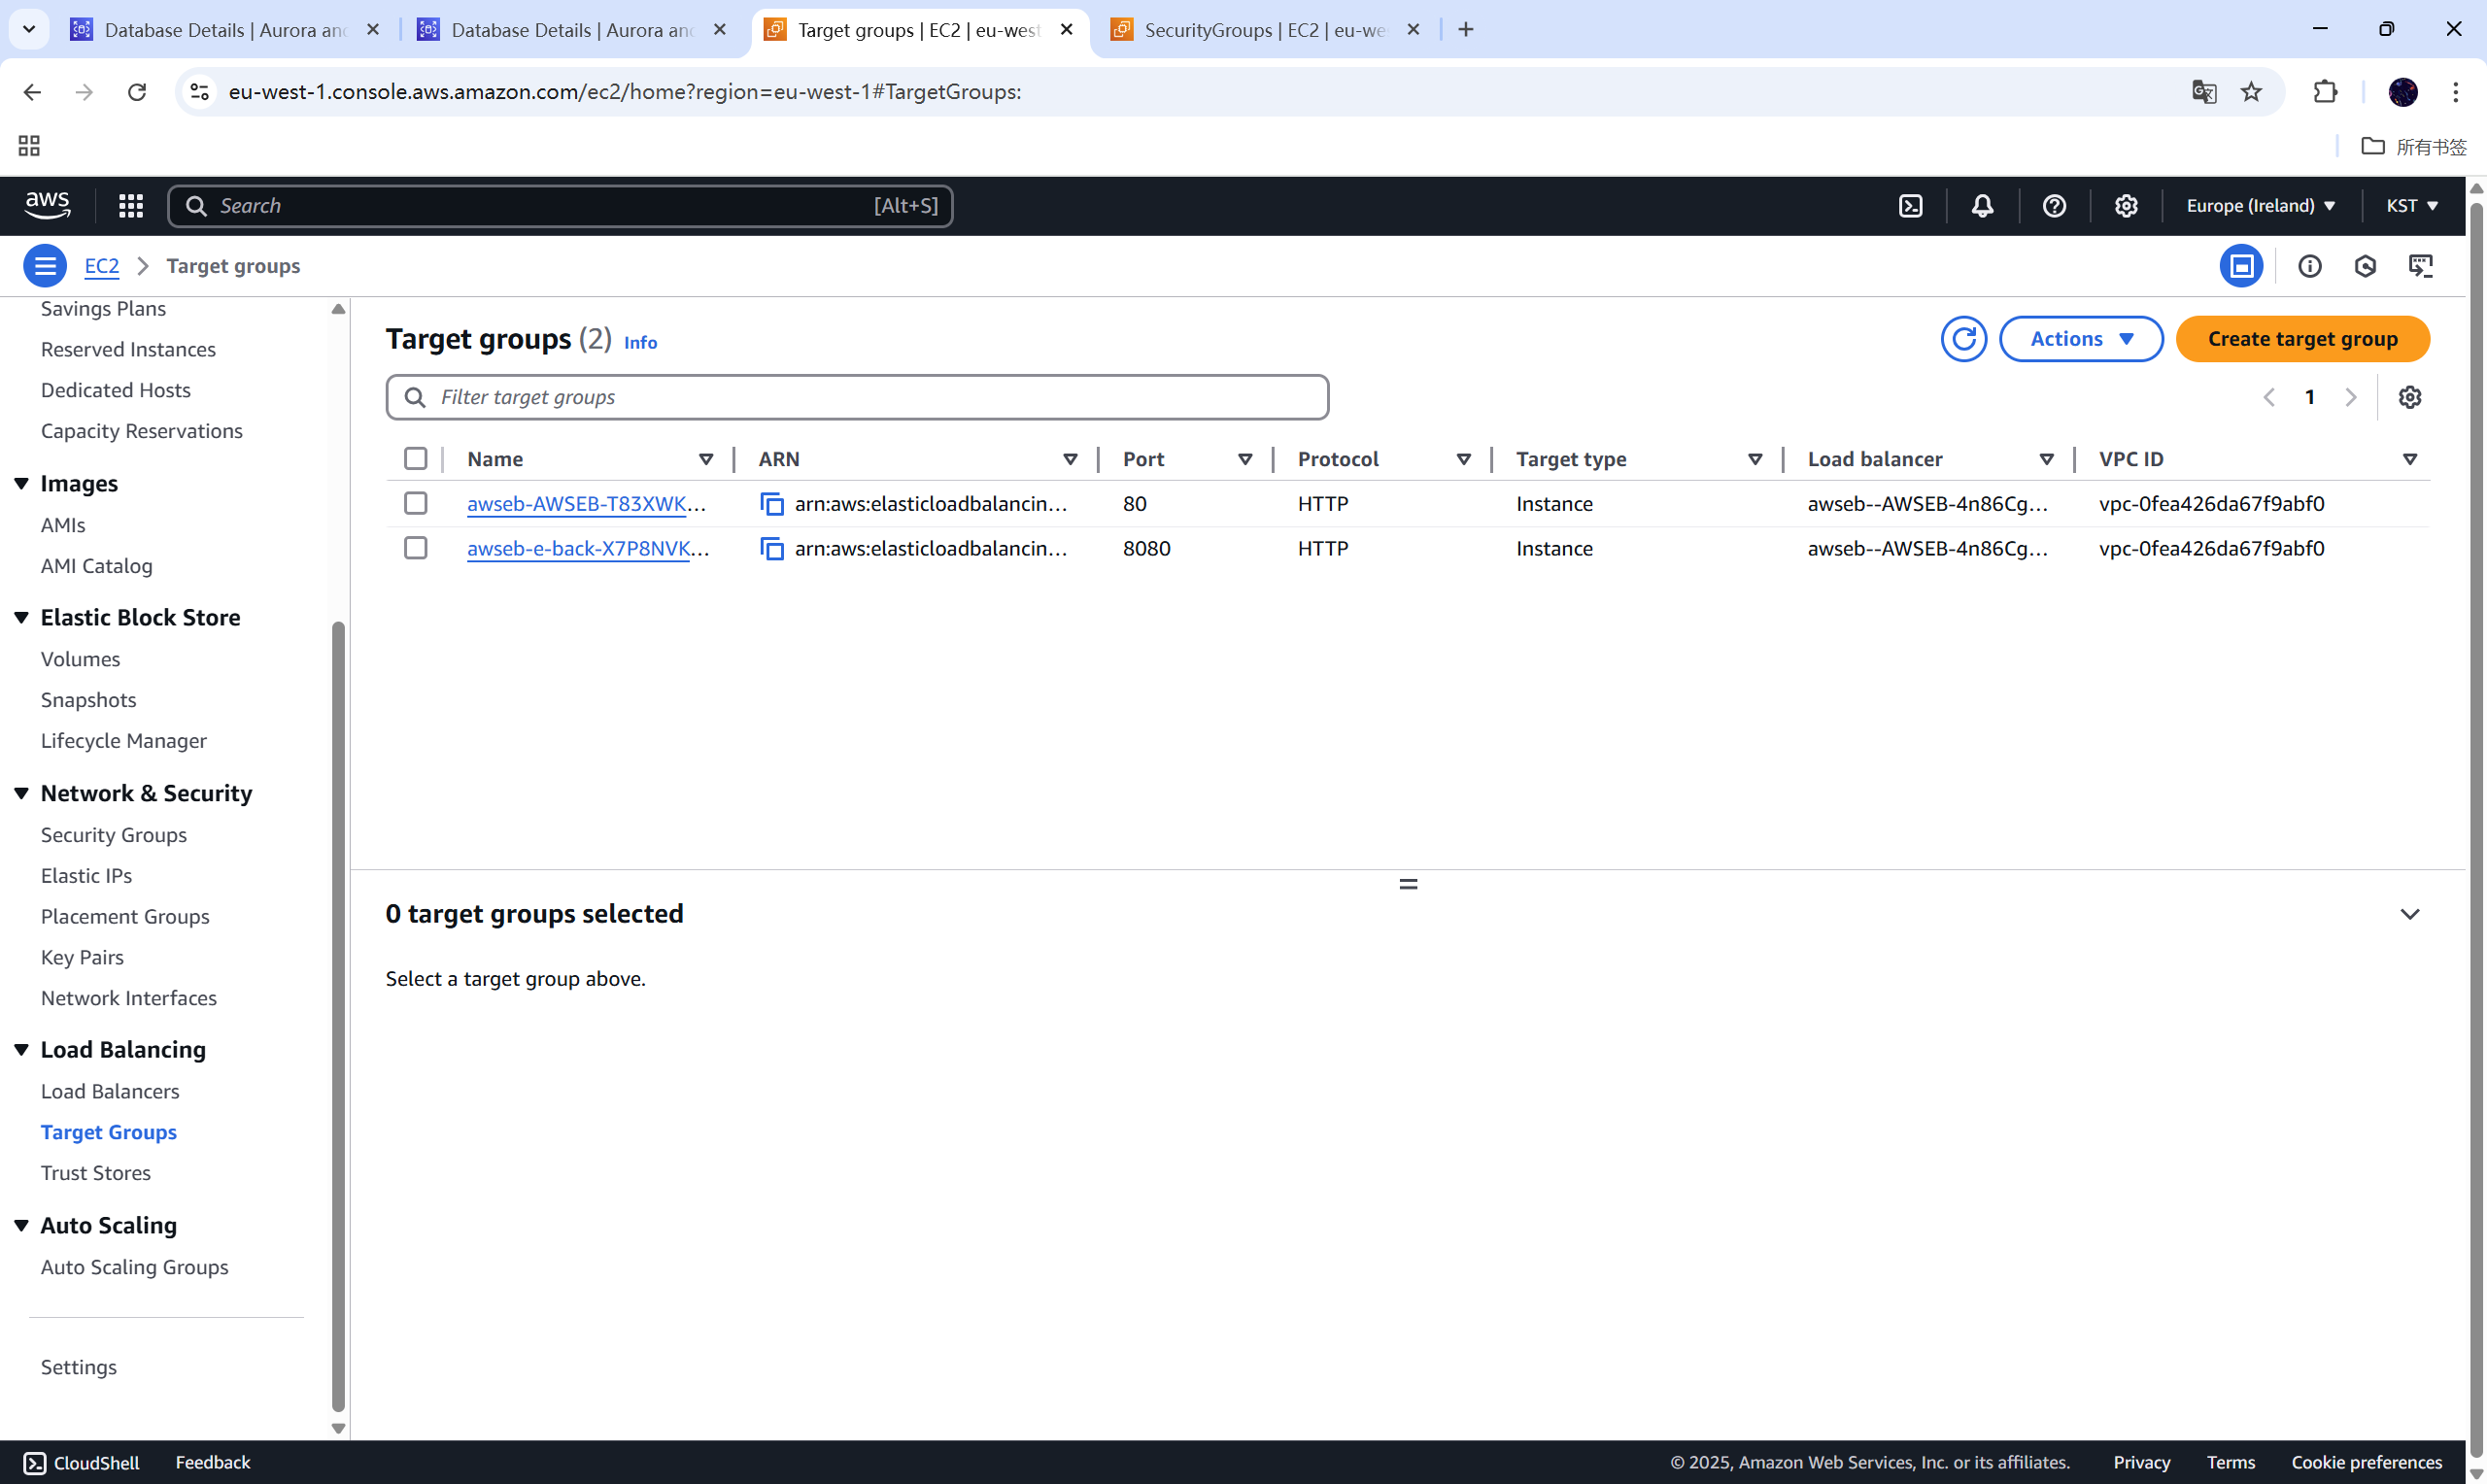 Database Details | Aurora and
Database Details | Aurora and
Target groups | EC2 | eu-west
SecurityGroups | EC2 | eu-we
eu-west-1.console.aws.amazon.com/ec2/home?region=eu-west-1#TargetGroups:
所有书签
aws
Search
[Alt+S]
Europe (Ireland)
KST
EC2
Target groups
Savings Plans
Reserved Instances
Dedicated Hosts
Capacity Reservations
Images
AMIs
AMI Catalog
Elastic Block Store
Volumes
Snapshots
Lifecycle Manager
Network & Security
Security Groups
Elastic IPs
Placement Groups
Key Pairs
Network Interfaces
Load Balancing
Load Balancers
Target Groups
Trust Stores
Auto Scaling
Auto Scaling Groups
Settings
Target groups (2) Info
Actions
Create target group
Filter target groups
1
Name ARN Port Protocol Target type Load balancer VPC ID
awseb-AWSEB-T83XWK... arn:aws:elasticloadbalancin... 80 HTTP Instance awseb--AWSEB-4n86Cg... vpc-0fea426da67f9abf0
awseb-e-back-X7P8NVK... arn:aws:elasticloadbalancin... 8080 HTTP Instance awseb--AWSEB-4n86Cg... vpc-0fea426da67f9abf0
0 target groups selected
Select a target group above.
CloudShell
Feedback
© 2025, Amazon Web Services, Inc. or its affiliates.
Privacy
Terms
Cookie preferences